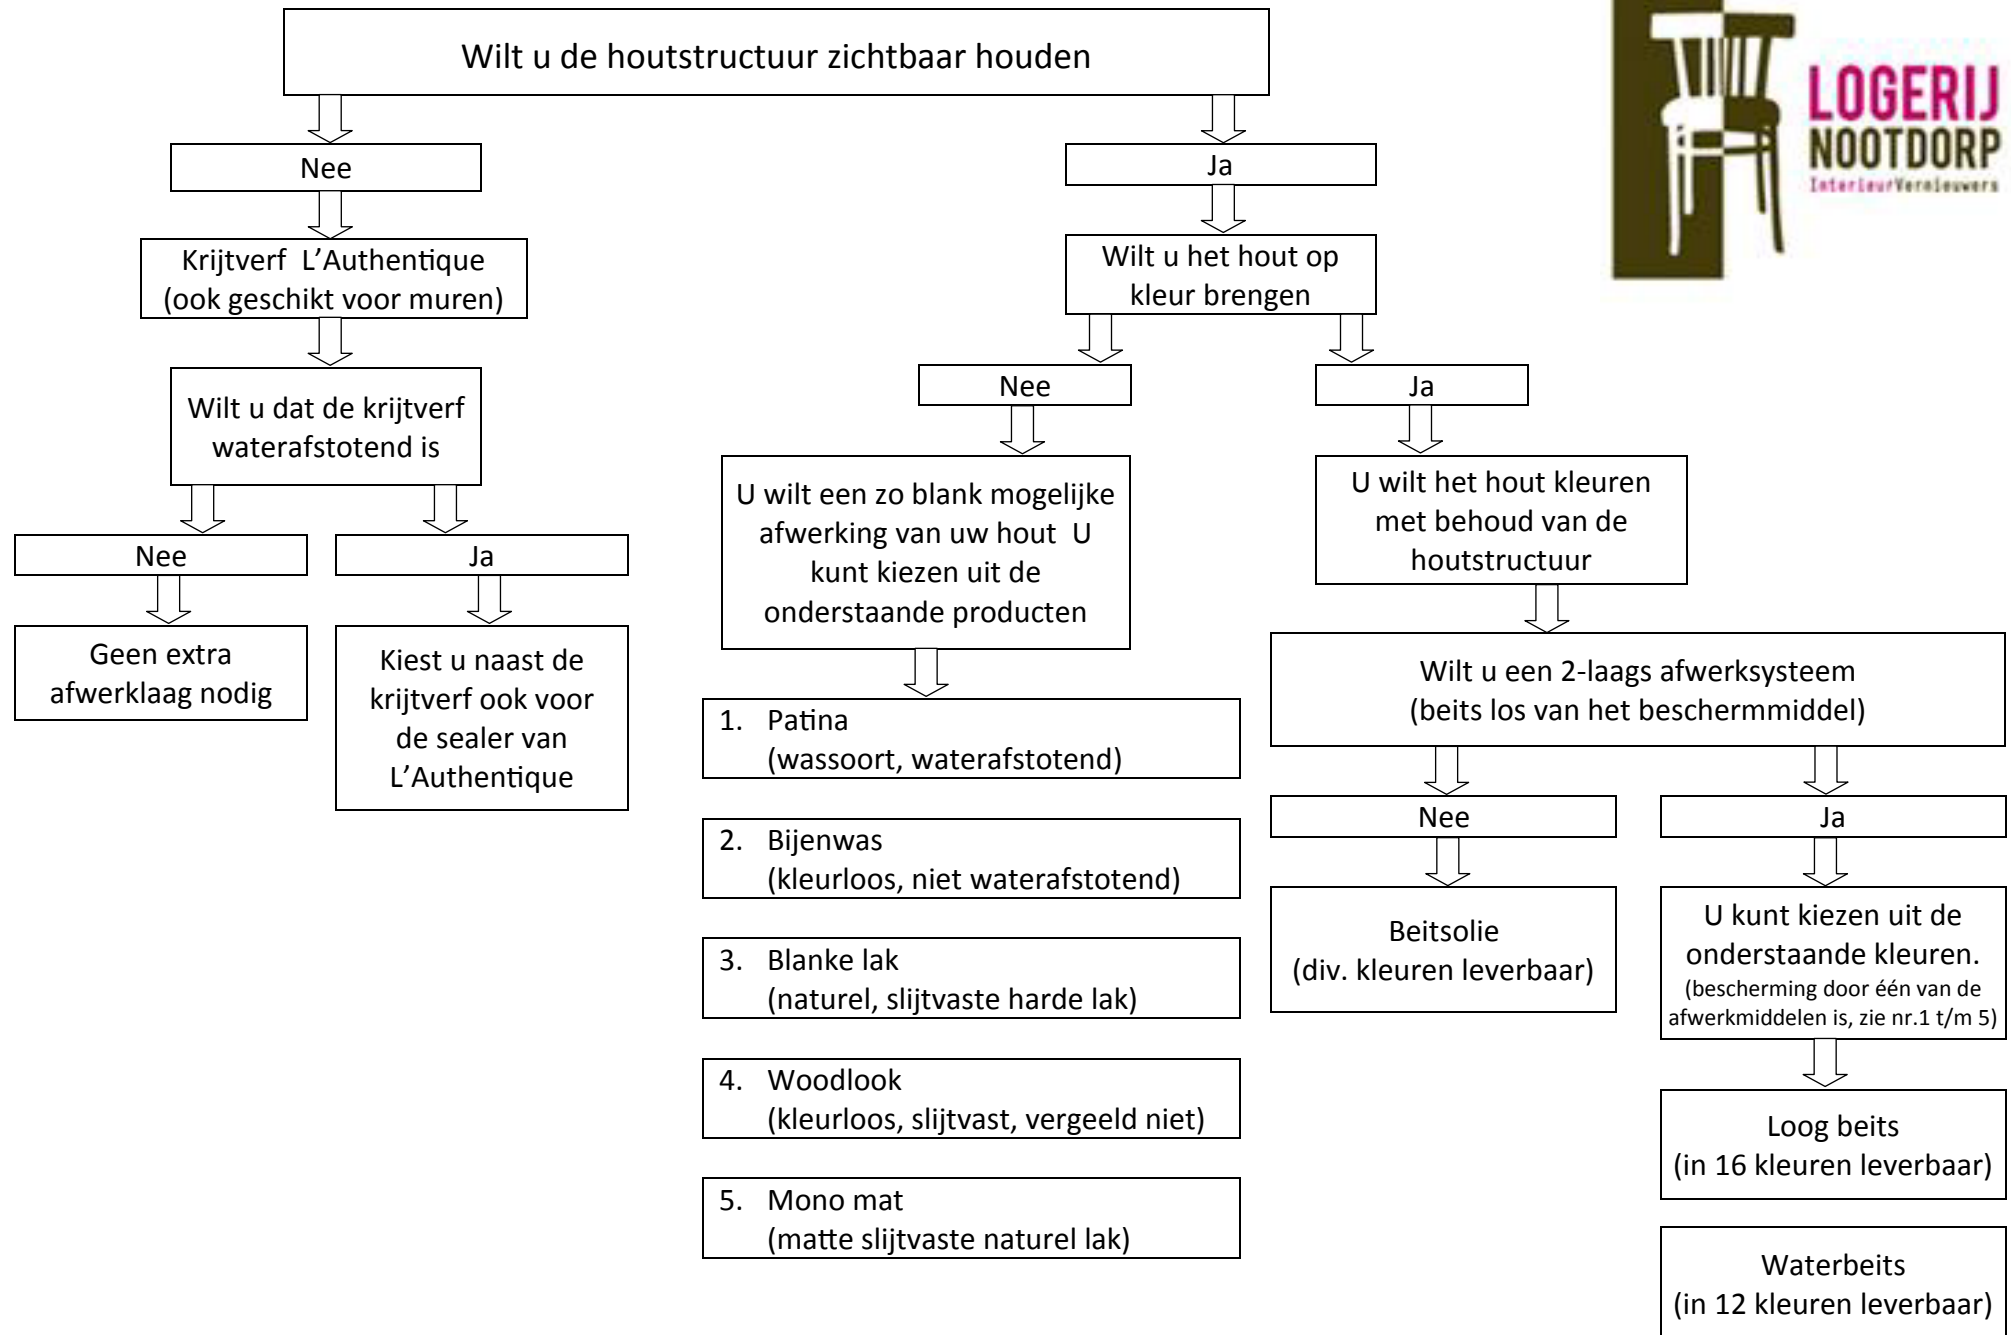 Wilt u de houtstructuur zichtbaar houden
LOGERIJ
NOOTDORP
InterieurVernieuwers
Nee
Krijtverf L’Authentique
(ook geschikt voor muren)
Wilt u dat de krijtverf
waterafstotend is
Nee
Geen extra
afwerklaag nodig
Ja
Kiest u naast de
krijtverf ook voor
de sealer van
L’Authentique
Ja
Wilt u het hout op
kleur brengen
Nee
U wilt een zo blank mogelijke
afwerking van uw hout U
kunt kiezen uit de
onderstaande producten
1. Patina
(wassoort, waterafstotend)
2. Bijenwas
(kleurloos, niet waterafstotend)
3. Blanke lak
(naturel, slijtvaste harde lak)
4. Woodlook
(kleurloos, slijtvast, vergeeld niet)
5. Mono mat
(matte slijtvaste naturel lak)
Ja
U wilt het hout kleuren
met behoud van de
houtstructuur
Wilt u een 2-laags afwerksysteem
(beits los van het beschermmiddel)
Nee
Beitsolie
(div. kleuren leverbaar)
Ja
U kunt kiezen uit de
onderstaande kleuren.
(bescherming door één van de
afwerkmiddelen is, zie nr.1 t/m 5)
Loog beits
(in 16 kleuren leverbaar)
Waterbeits
(in 12 kleuren leverbaar)